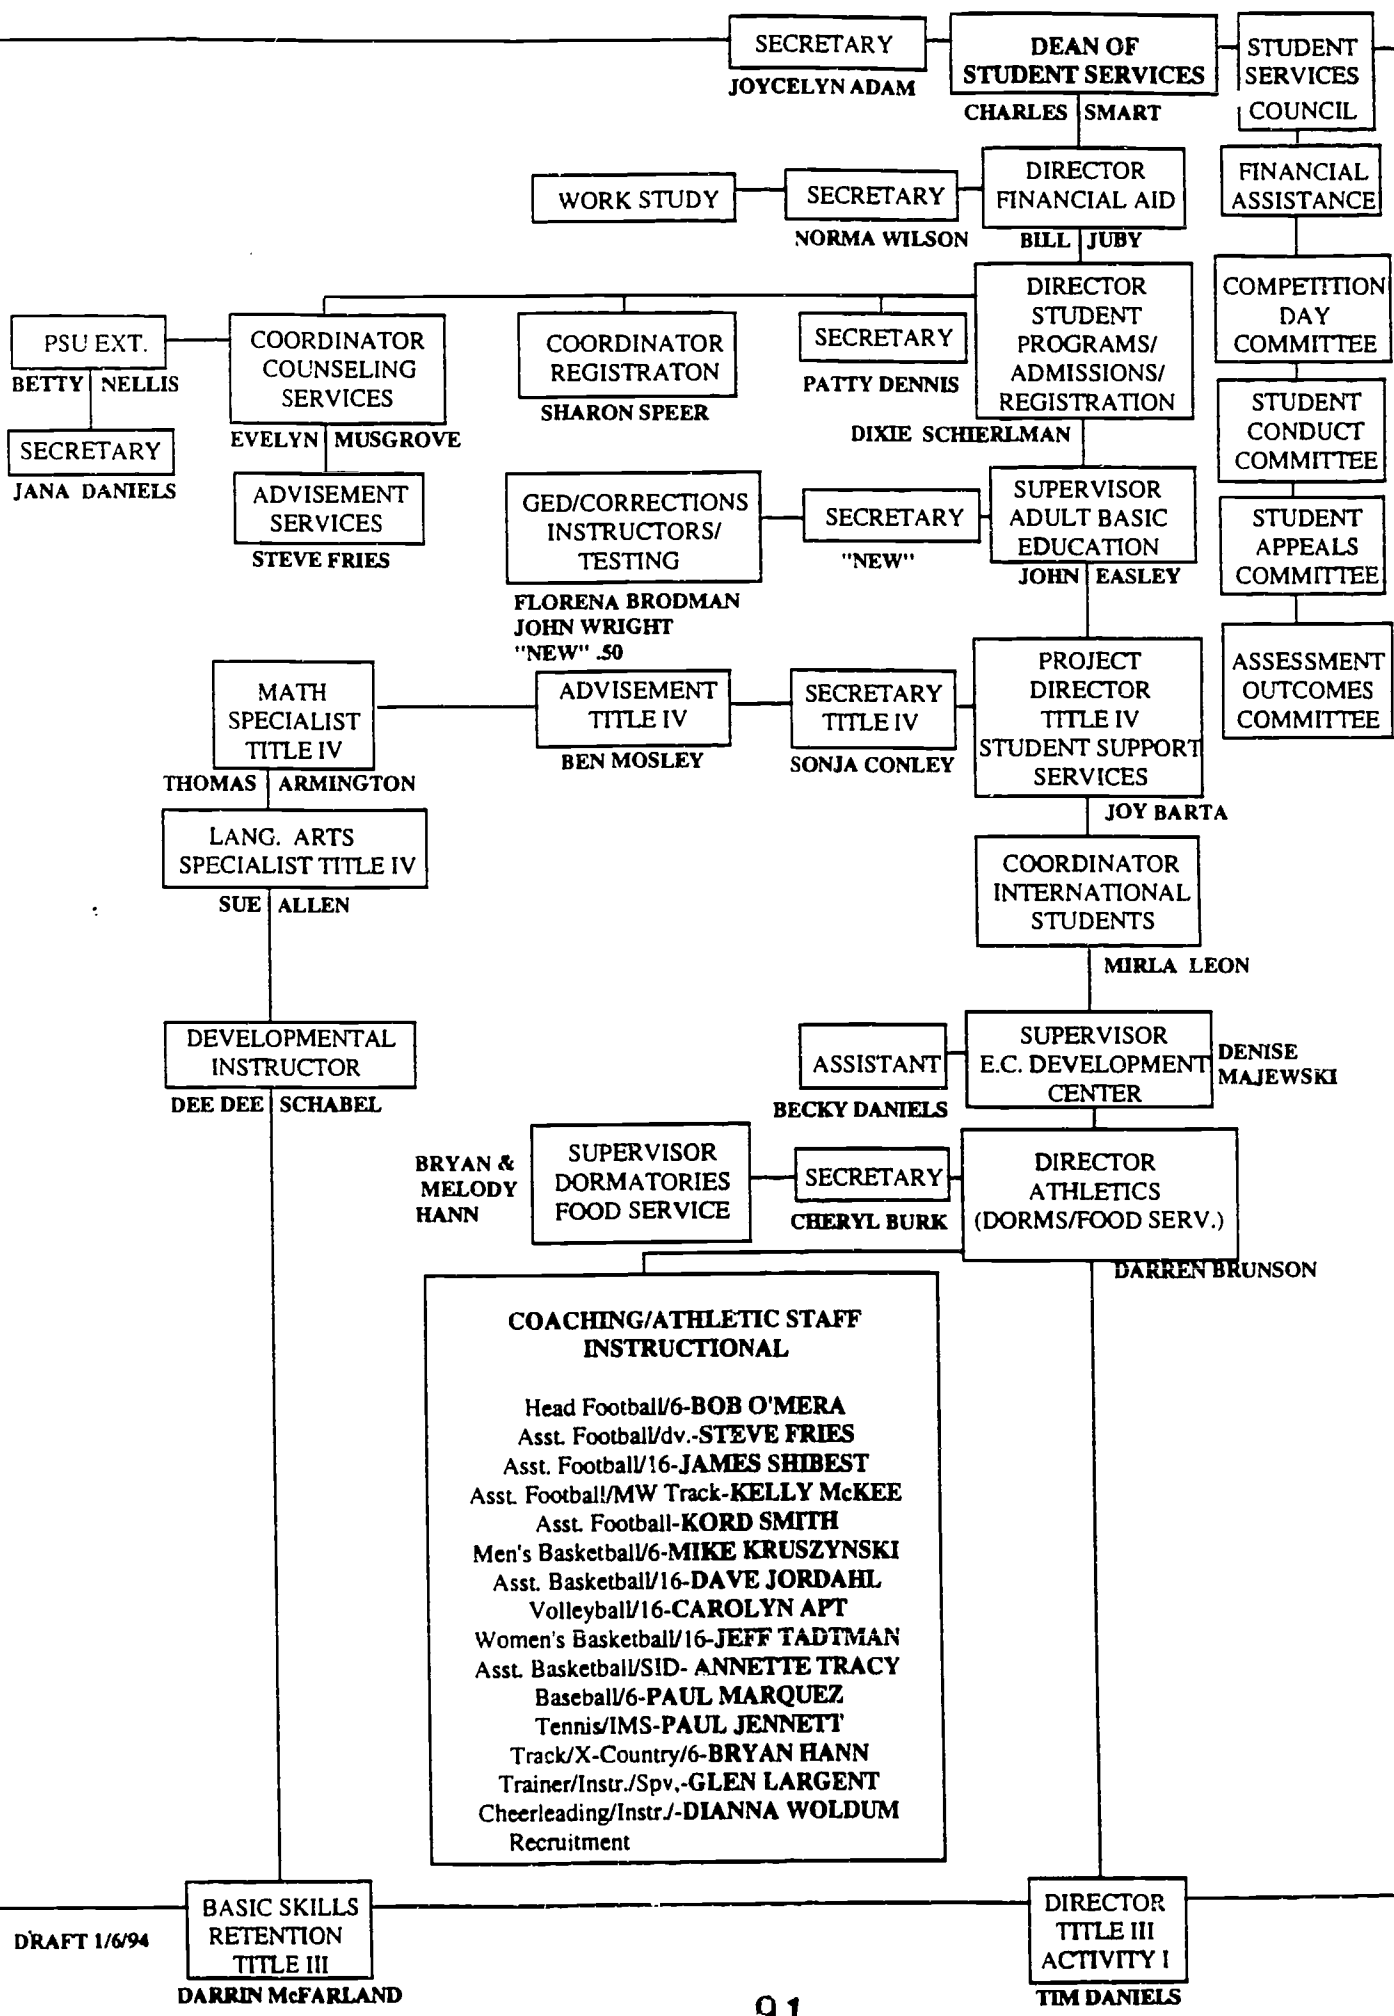 SECRETARY
JOYCELYN ADAM
DEAN OF
STUDENT SERVICES
CHARLES SMART
STUDENT
SERVICES
COUNCIL
WORK STUDY
SECRETARY
NORMA WILSON
DIRECTOR
FINANCIAL AID
BILL JUBY
FINANCIAL
ASSISTANCE
PSU EXT.
BETTY NELLIS
SECRETARY
JANA DANIELS
COORDINATOR
COUNSELING
SERVICES
EVELYN MUSGROVE
ADVISEMENT
SERVICES
STEVE FRIES
COORDINATOR
REGISTRATON
SHARON SPEER
SECRETARY
PATTY DENNIS
DIRECTOR
STUDENT
PROGRAMS/
ADMISSIONS/
REGISTRATION
DIXIE SCHIERLMAN
COMPETITION
DAY
COMMITTEE
STUDENT
CONDUCT
COMMITTEE
GED/CORRECTIONS
INSTRUCTORS/
TESTING
FLORENA BRODMAN
JOHN WRIGHT
"NEW" .50
SECRETARY
"NEW"
SUPERVISOR
ADULT BASIC
EDUCATION
JOHN EASLEY
STUDENT
APPEALS
COMMITTEE
MATH
SPECIALIST
TITLE IV
THOMAS ARMINGTON
ADVISEMENT
TITLE IV
BEN MOSLEY
SECRETARY
TITLE IV
SONJA CONLEY
PROJECT
DIRECTOR
TITLE IV
STUDENT SUPPORT
SERVICES
JOY BARTA
ASSESSMENT
OUTCOMES
COMMITTEE
LANG. ARTS
SPECIALIST TITLE IV
SUE ALLEN
COORDINATOR
INTERNATIONAL
STUDENTS
MIRLA LEON
DEVELOPMENTAL
INSTRUCTOR
DEE DEE SCHABEL
ASSISTANT
BECKY DANIELS
SUPERVISOR
E.C. DEVELOPMENT
CENTER
DENISE
MAJEWSKI
BRYAN &
MELODY
HANN
SUPERVISOR
DORMATORIES
FOOD SERVICE
SECRETARY
CHERYL BURK
DIRECTOR
ATHLETICS
(DORMS/FOOD SERV.)
DARREN BRUNSON
COACHING/ATHLETIC STAFF
INSTRUCTIONAL
Head Football/6-BOB O'MERA
Asst. Football/dv.-STEVE FRIES
Asst. Football/16-JAMES SHIBEST
Asst. Football/MW Track-KELLY McKEE
Asst. Football-KORD SMITH
Men's Basketball/6-MIKE KRUSZYNSKI
Asst. Basketball/16-DAVE JORDAHL
Volleyball/16-CAROLYN APT
Women's Basketball/16-JEFF TADTMAN
Asst. Basketball/SID- ANNETTE TRACY
Baseball/6-PAUL MARQUEZ
Tennis/IMS-PAUL JENNETT
Track/X-Country/6-BRYAN HANN
Trainer/Instr./Spv.-GLEN LARGENT
Cheerleading/Instr./-DIANNA WOLDUM
Recruitment
DRAFT 1/6/94
BASIC SKILLS
RETENTION
TITLE III
DARRIN McFARLAND
DIRECTOR
TITLE III
ACTIVITY I
TIM DANIELS
91